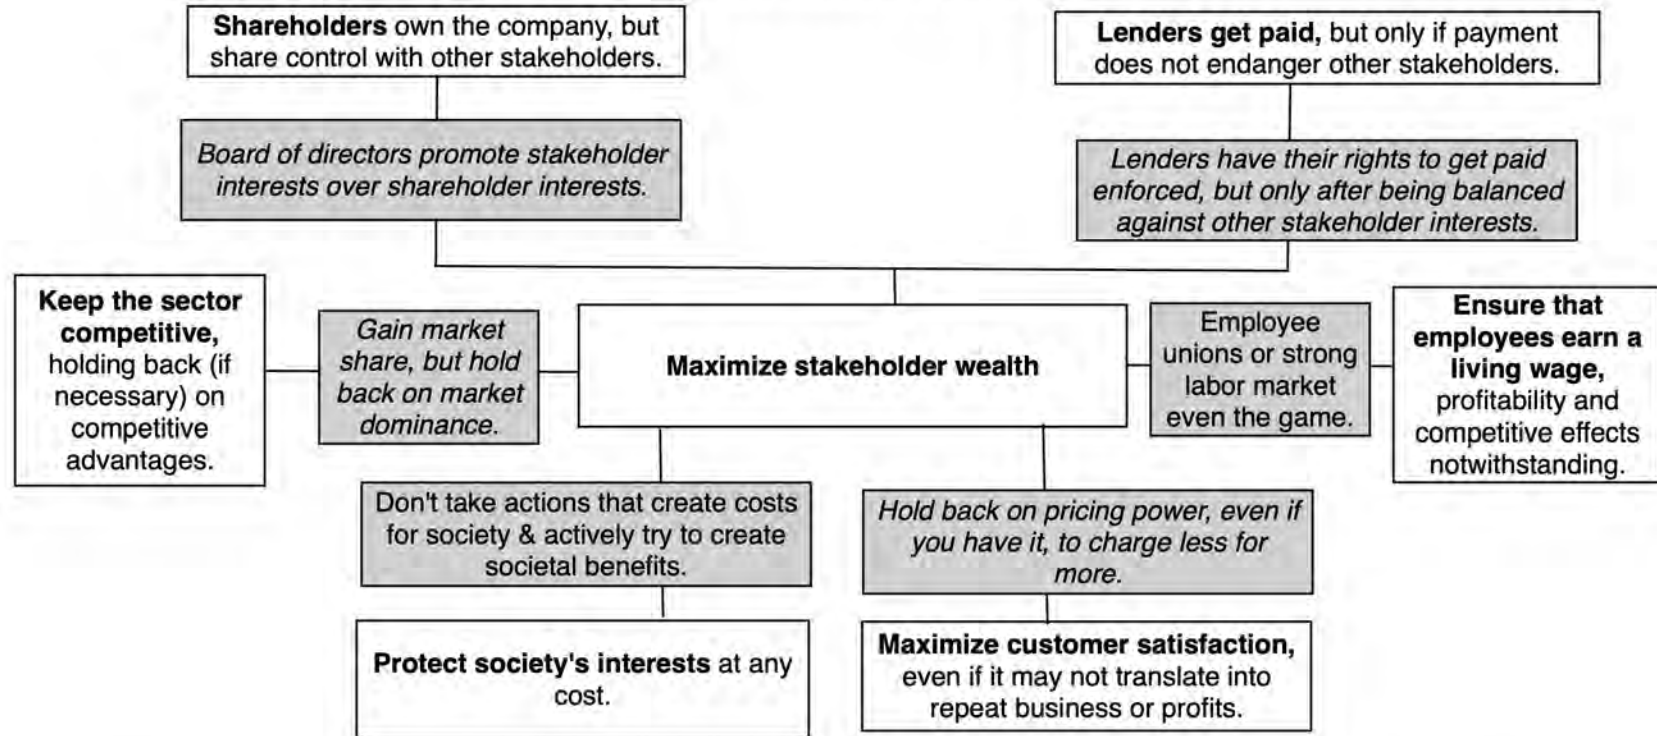 Shareholders own the company, but
share control with other stakeholders.
Lenders get paid, but only if payment
does not endanger other stakeholders.
Board of directors promote stakeholder
interests over shareholder interests.
Lenders have their rights to get paid
enforced, but only after being balanced
against other stakeholder interests.
Keep the sector
competitive,
holding back (if
necessary) on
competitive
advantages.
Gain market
share, but hold
back on market
dominance.
Maximize stakeholder wealth
Employee
unions or strong
labor market
even the game.
Ensure that
employees earn a
living wage,
profitability and
competitive effects
notwithstanding.
Don't take actions that create costs
for society & actively try to create
societal benefits.
Hold back on pricing power, even if
you have it, to charge less for
more.
Protect society's interests at any
cost.
Maximize customer satisfaction,
even if it may not translate into
repeat business or profits.